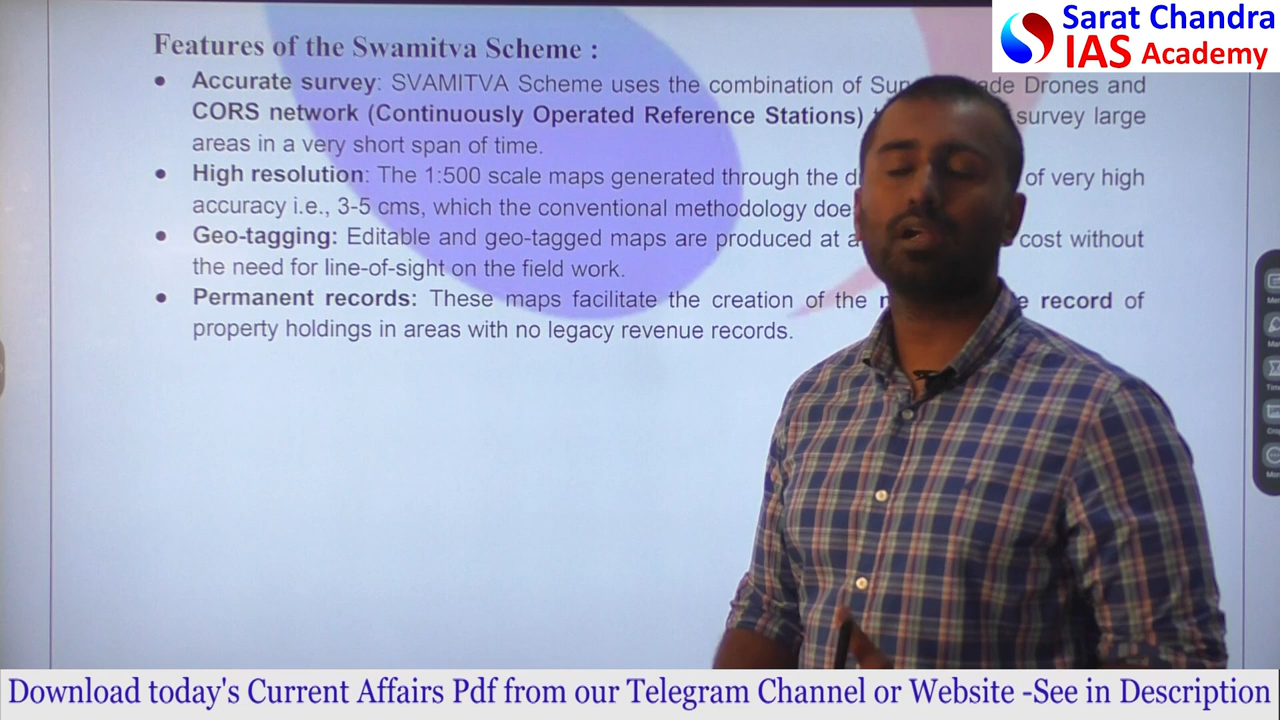 Sarat Chandra
IAS Academy
Features of the Swamitva Scheme :
• Accurate survey: SVAMITVA Scheme uses the combination of Drones and
CORS network (Continuously Operated Reference Stations) survey large
areas in a very short span of time.
• High resolution: The 1:500 scale maps generated through the of very high
accuracy i.e., 3-5 cms, which the conventional methodology
• Geo-tagging: Editable and geo-tagged maps are produced at cost without
the need for line-of-sight on the field work.
• Permanent records: These maps facilitate the creation of the record of
property holdings in areas with no legacy revenue records.
Download today's Current Affairs Pdf from our Telegram Channel or Website -See in Description